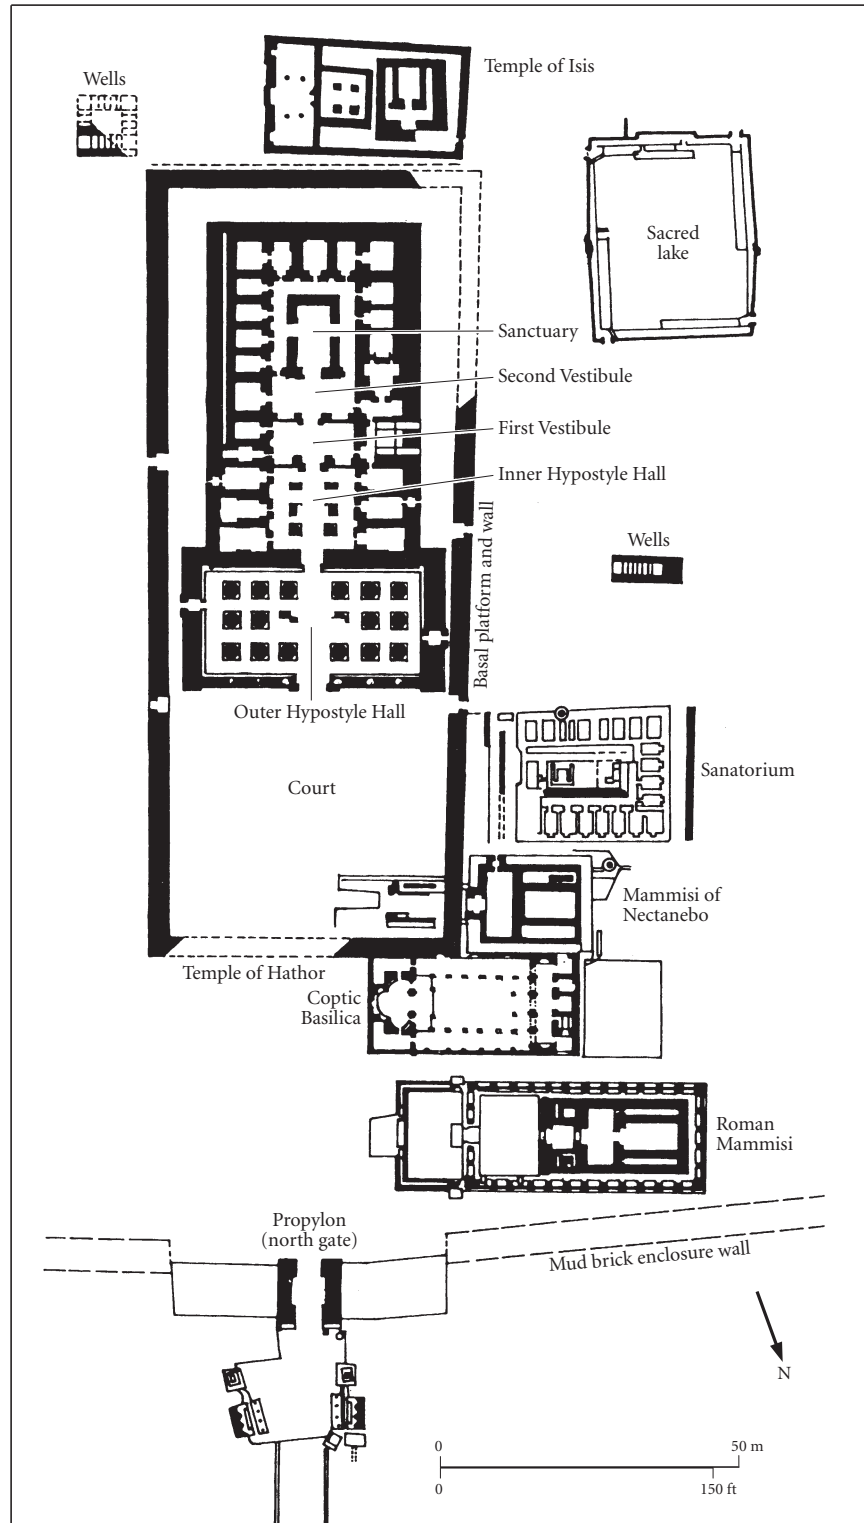 Temple of Isis
Wells
Sacred
lake
Sanctuary
Second Vestibule
First Vestibule
Inner Hypostyle Hall
Basal platform and wall
Wells
Outer Hypostyle Hall
Court
Sanatorium
Mammisi of
Nectanebo
Temple of Hathor
Coptic
Basilica
Roman
Mammisi
Propylon
(north gate)
Mud brick enclosure wall
N
0
50 m
0
150 ft